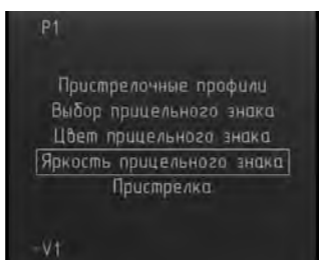 P1
Пристрелочные профили
Выбор прицельного знака
Цвет прицельного знака
Яркость прицельного знака
Пристрелка
-V1